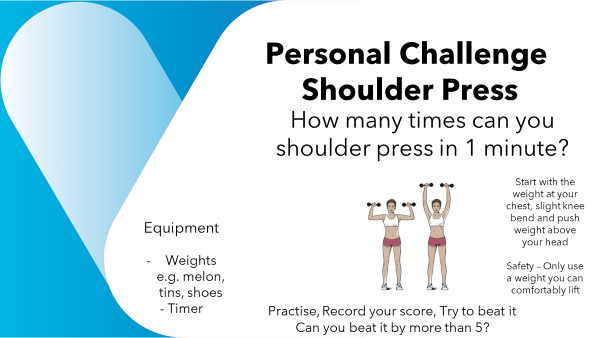 Personal Challenge
Shoulder Press
How many times can you
shoulder press in 1 minute?
Start with the
weight at your
chest, slight knee
bend and push
weight above
your head
Safety – Only use
a weight you can
comfortably lift
Equipment
- Weights
e.g. melon,
tins, shoes
- Timer
Practise, Record your score, Try to beat it
Can you beat it by more than 5?